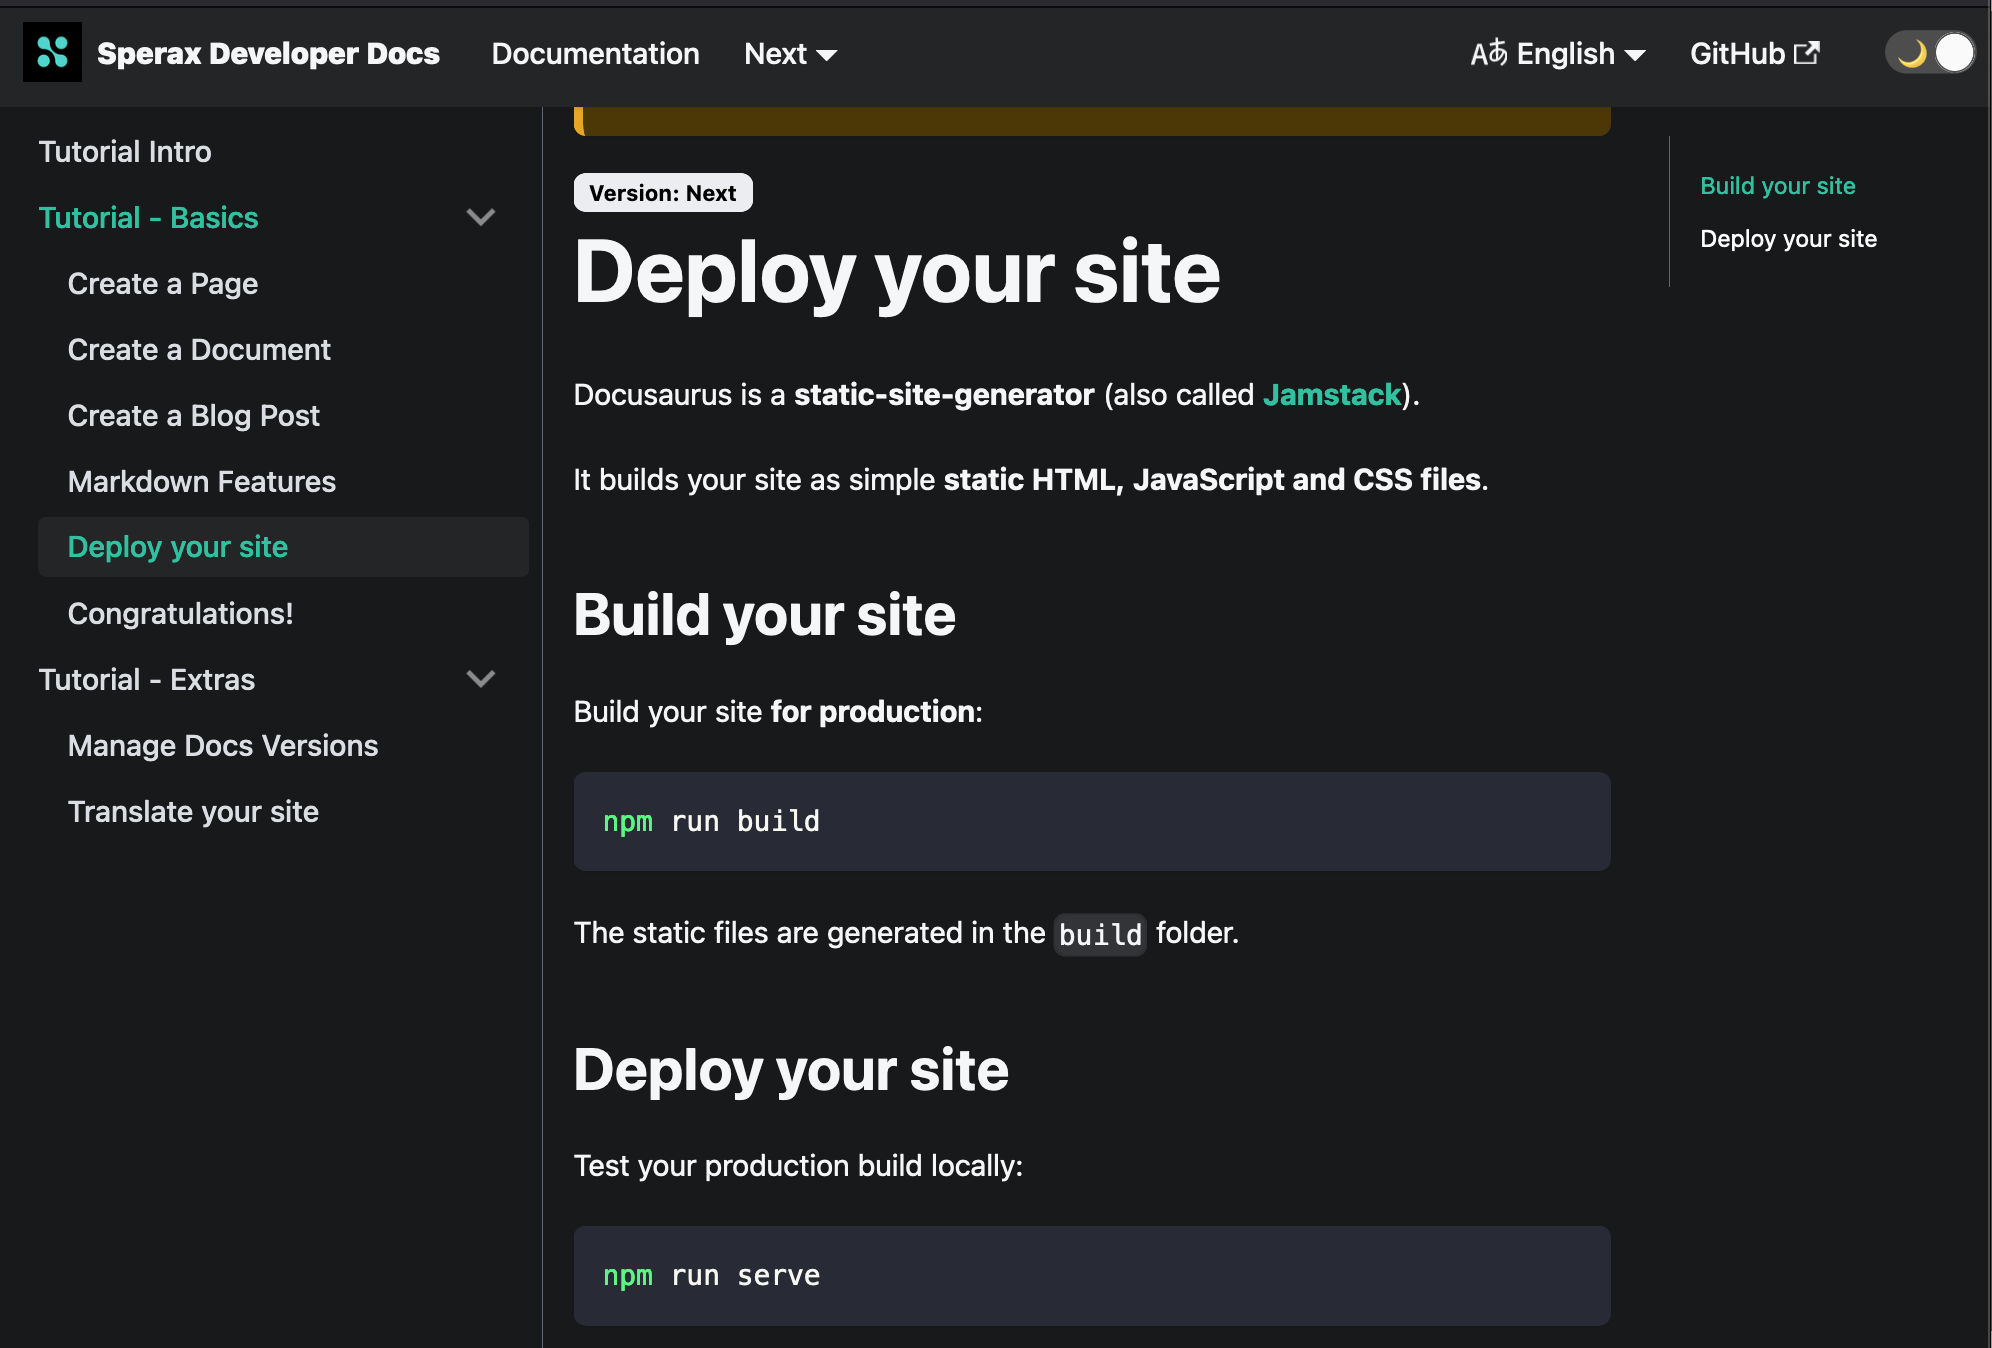 Sperax Developer Docs
Documentation
Next
Aあ English
GitHub
Tutorial Intro
Tutorial - Basics
Create a Page
Create a Document
Create a Blog Post
Markdown Features
Deploy your site
Congratulations!
Tutorial - Extras
Manage Docs Versions
Translate your site
Version: Next
Deploy your site
Docusaurus is a static-site-generator (also called Jamstack).
It builds your site as simple static HTML, JavaScript and CSS files.
Build your site
Build your site for production:
npm run build
The static files are generated in the build folder.
Deploy your site
Test your production build locally:
npm run serve
Build your site
Deploy your site